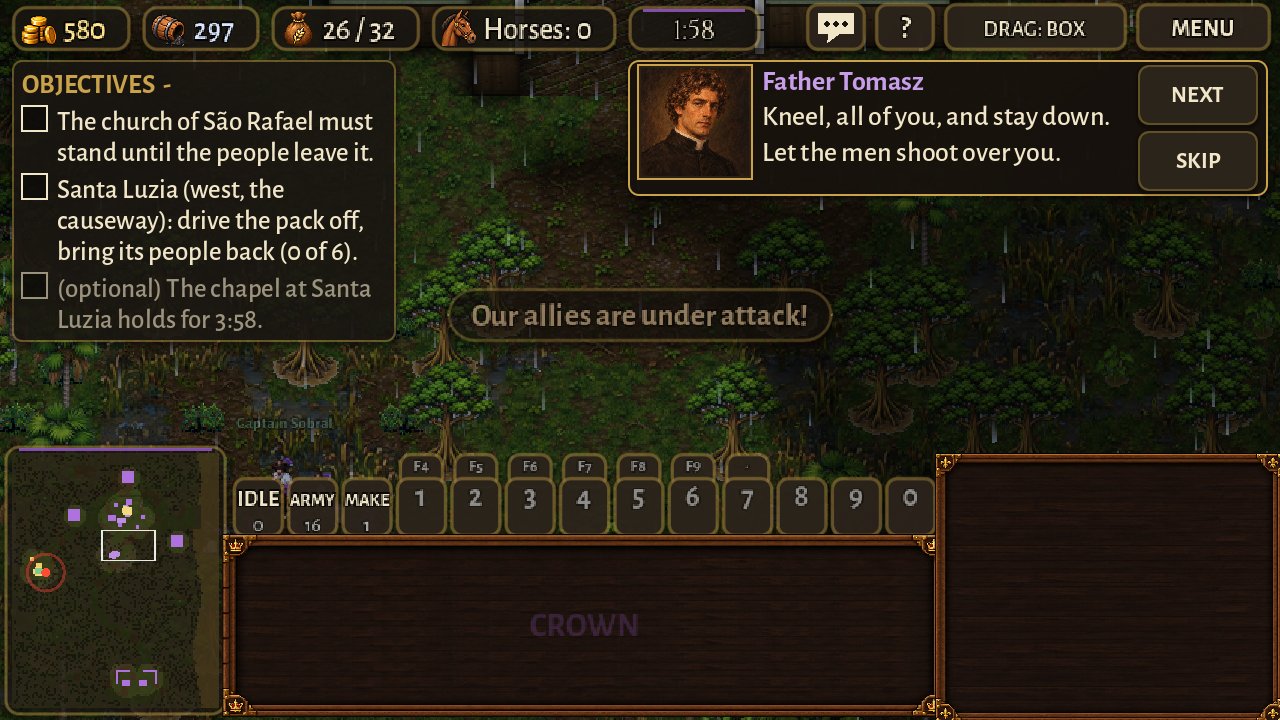 580
297
26 / 32
Horses: 0
1:58
?
DRAG: BOX
MENU
OBJECTIVES -
The church of São Rafael must
stand until the people leave it.
Santa Luzia (west, the
causeway): drive the pack off,
bring its people back (0 of 6).
(optional) The chapel at Santa
Luzia holds for 3:58.
Father Tomasz
Kneel, all of you, and stay down.
Let the men shoot over you.
NEXT
SKIP
Our allies are under attack!
Captain Sobral
F4
F5
F6
F7
F8
F9
IDLE
0
ARMY
16
MAKE
1
1
2
3
4
5
6
7
8
9
0
CROWN